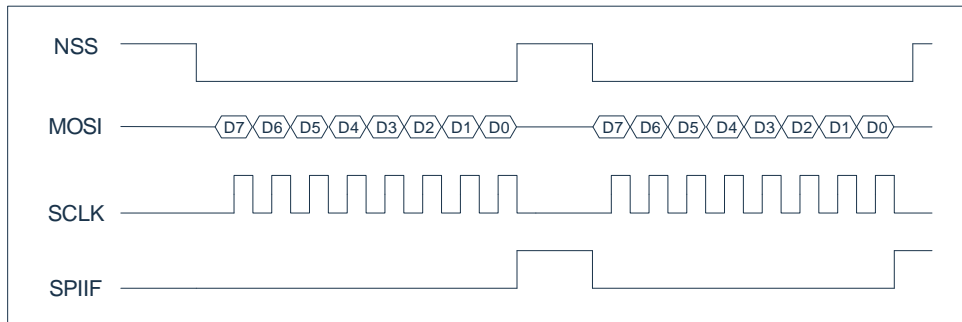 NSS
MOSI D7 D6 D5 D4 D3 D2 D1 D0 D7 D6 D5 D4 D3 D2 D1 D0
SCLK
SPIIF